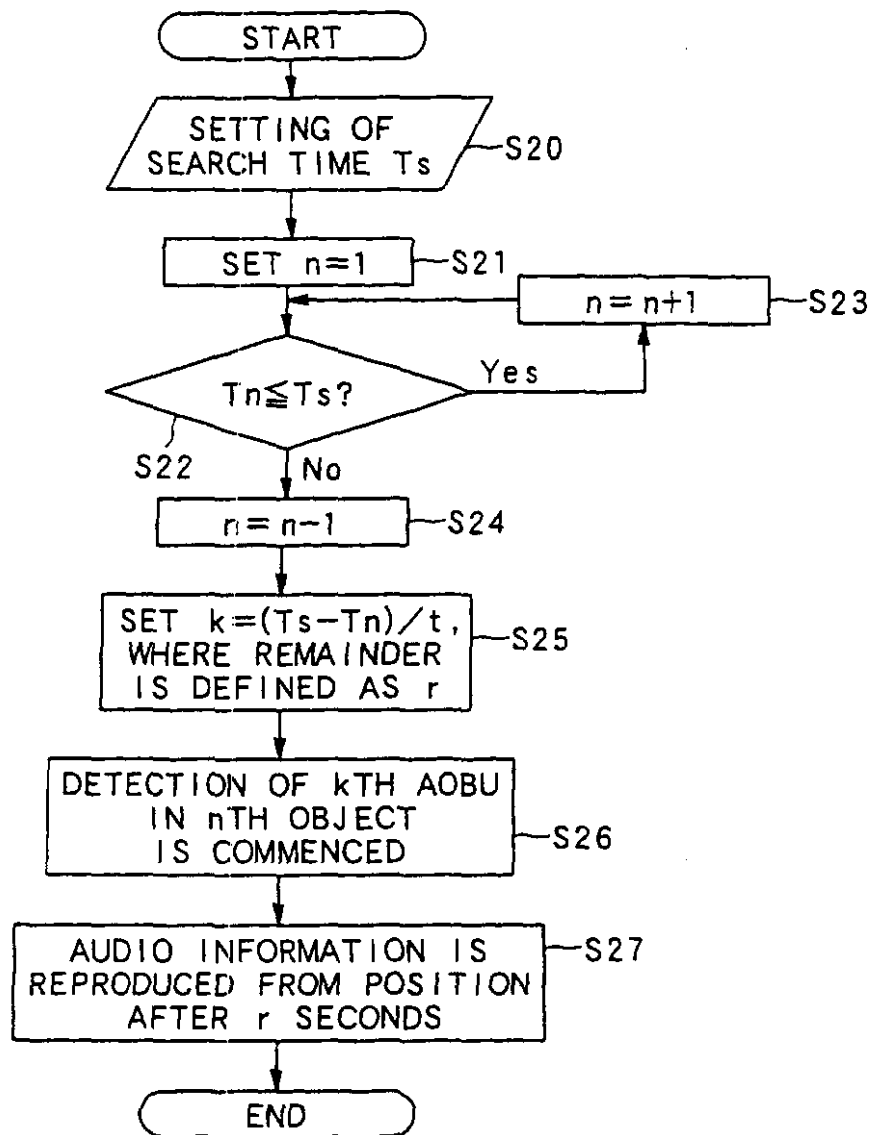 START
SETTING OF
SEARCH TIME Ts
S20
SET n=1
S21
n=n+1
S23
Tn≦Ts?
Yes
S22
No
n=n-1
S24
SET k=(Ts-Tn)/t,
WHERE REMAINDER
IS DEFINED AS r
S25
DETECTION OF kTH AOBU
IN nTH OBJECT
IS COMMENCED
S26
AUDIO INFORMATION IS
REPRODUCED FROM POSITION
AFTER r SECONDS
S27
END